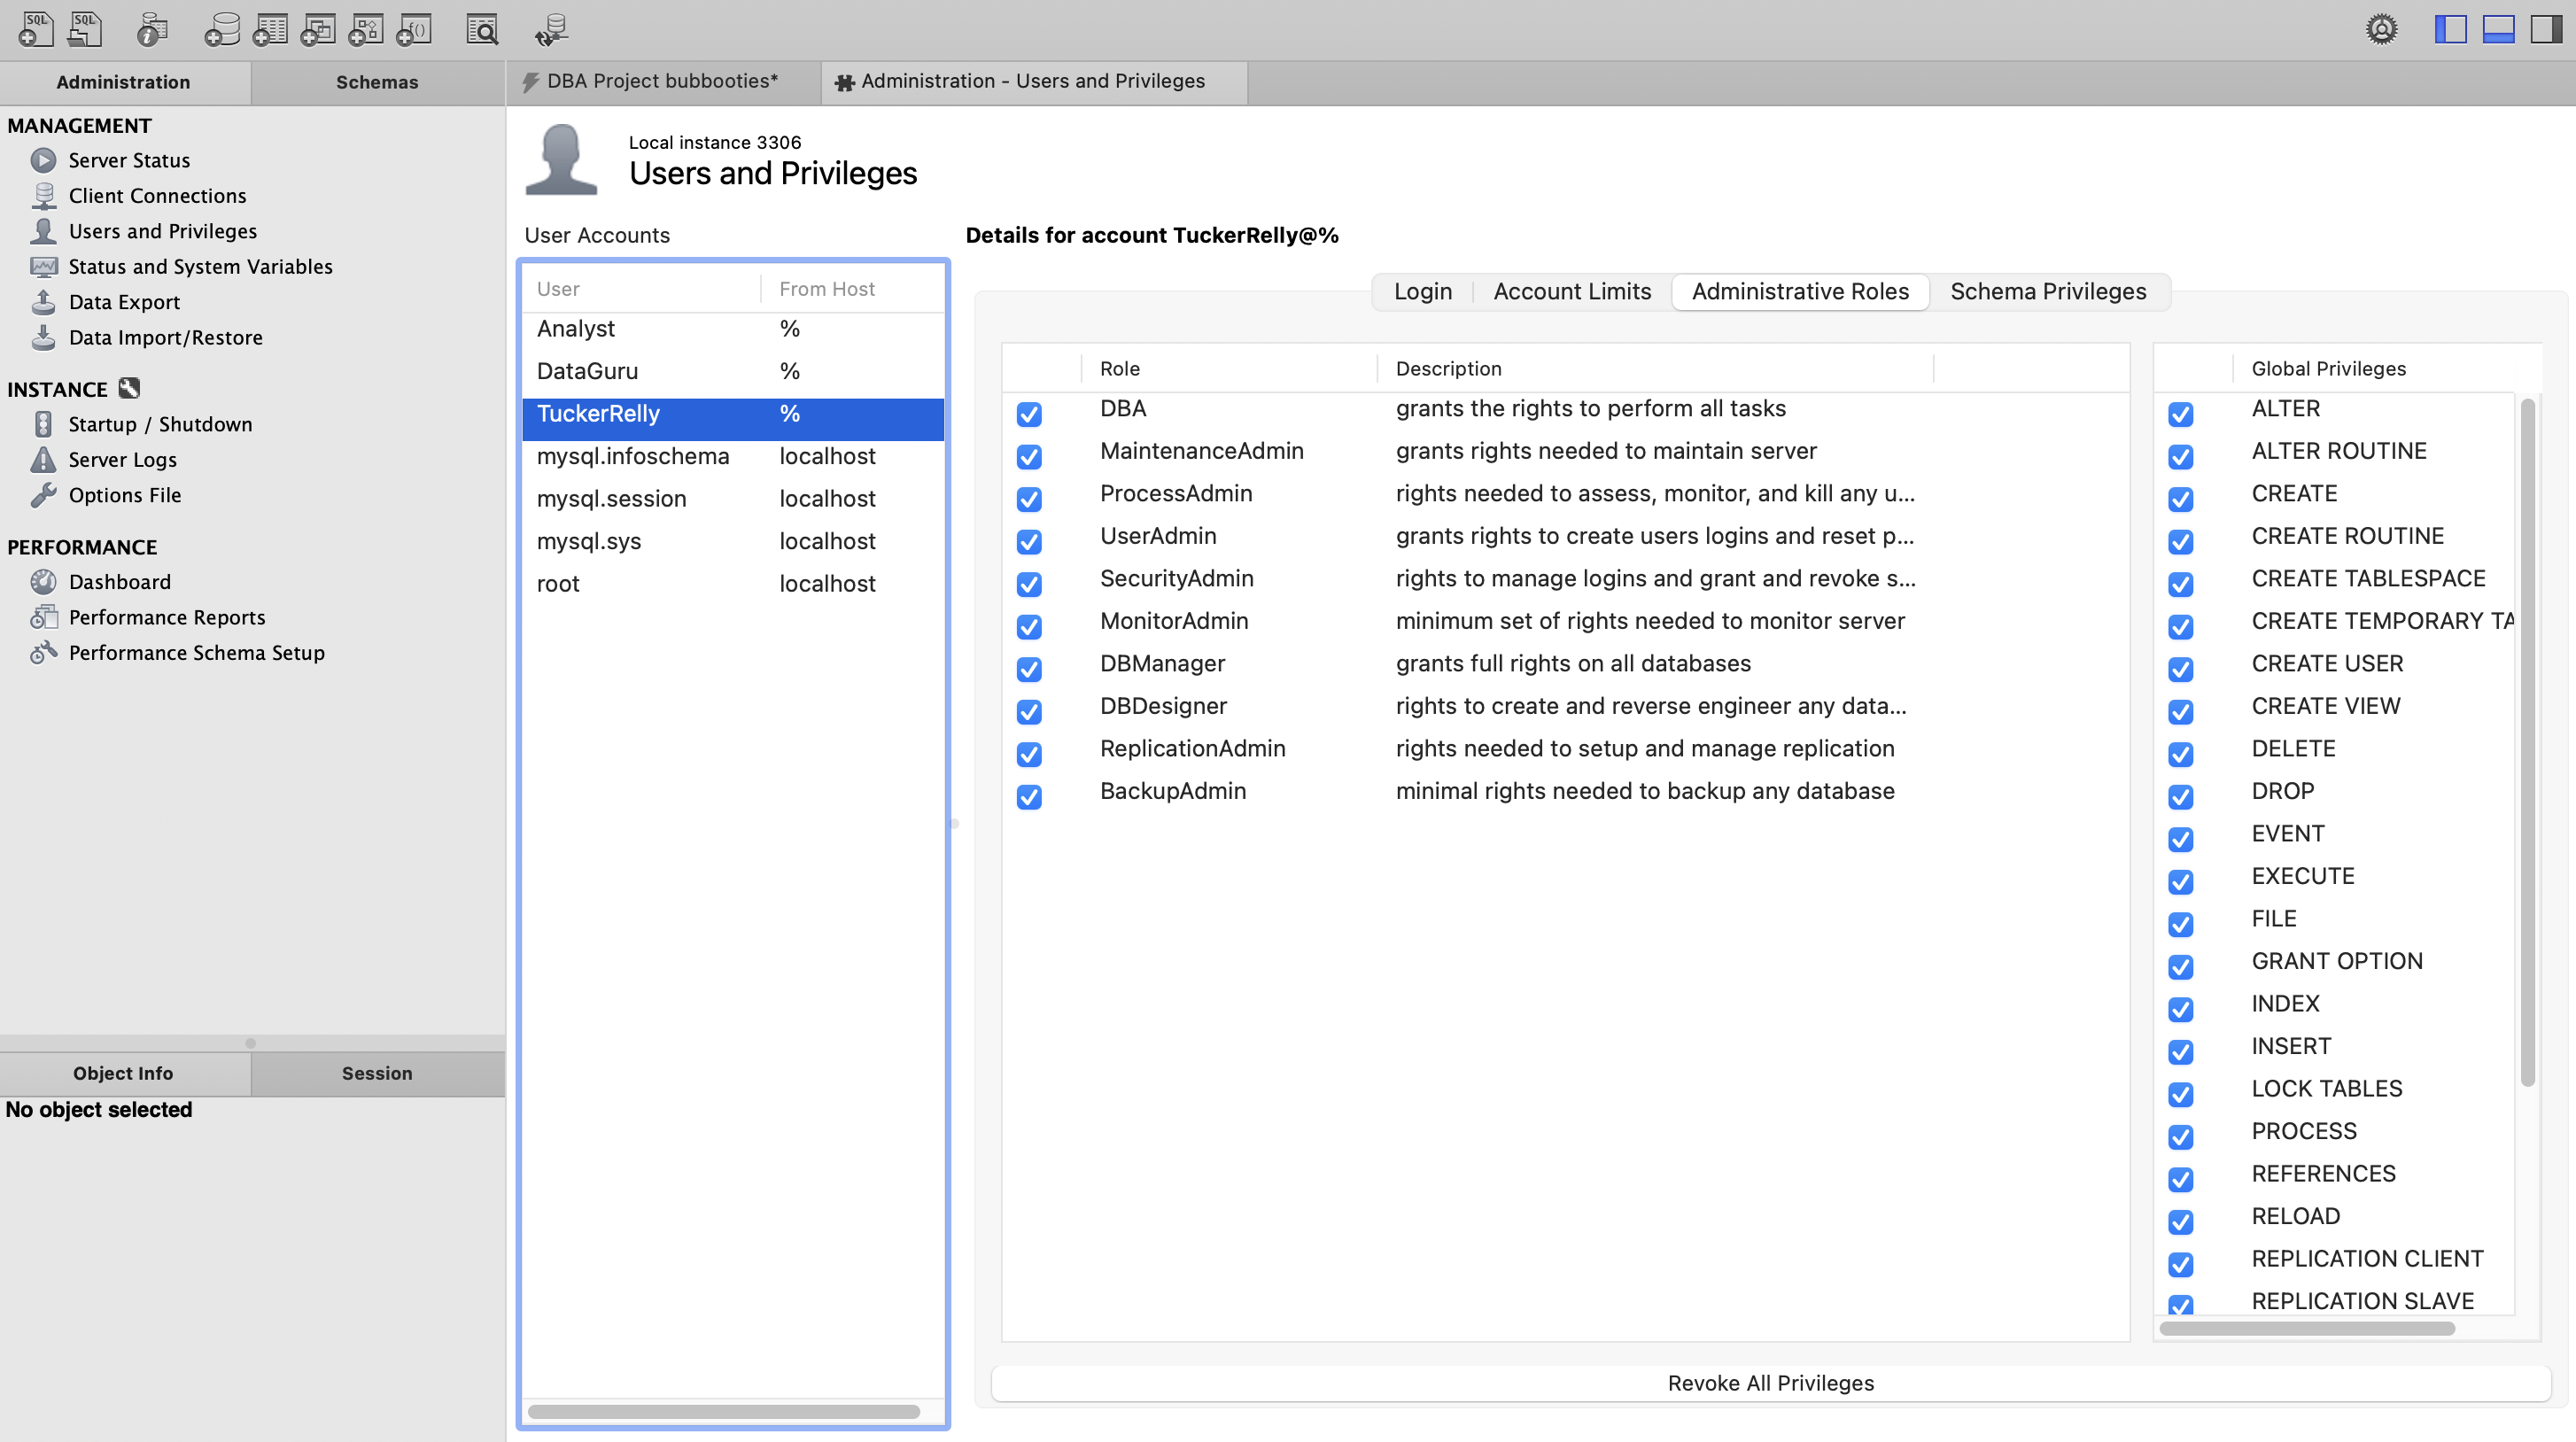 SQL SQL
Administration Schemas DBA Project bubbooties* Administration - Users and Privileges
MANAGEMENT
Server Status
Client Connections
Users and Privileges
Status and System Variables
Data Export
Data Import/Restore
INSTANCE
Startup / Shutdown
Server Logs
Options File
PERFORMANCE
Dashboard
Performance Reports
Performance Schema Setup
Object Info Session
No object selected
Local instance 3306
Users and Privileges
User Accounts
User From Host
Analyst %
DataGuru %
TuckerRelly %
mysql.infoschema localhost
mysql.session localhost
mysql.sys localhost
root localhost
Details for account TuckerRelly@%
Login Account Limits Administrative Roles Schema Privileges
Role Description
DBA grants the rights to perform all tasks
MaintenanceAdmin grants rights needed to maintain server
ProcessAdmin rights needed to assess, monitor, and kill any u...
UserAdmin grants rights to create users logins and reset p...
SecurityAdmin rights to manage logins and grant and revoke s...
MonitorAdmin minimum set of rights needed to monitor server
DBManager grants full rights on all databases
DBDesigner rights to create and reverse engineer any data...
ReplicationAdmin rights needed to setup and manage replication
BackupAdmin minimal rights needed to backup any database
Global Privileges
ALTER
ALTER ROUTINE
CREATE
CREATE ROUTINE
CREATE TABLESPACE
CREATE TEMPORARY TA
CREATE USER
CREATE VIEW
DELETE
DROP
EVENT
EXECUTE
FILE
GRANT OPTION
INDEX
INSERT
LOCK TABLES
PROCESS
REFERENCES
RELOAD
REPLICATION CLIENT
REPLICATION SLAVE
Revoke All Privileges